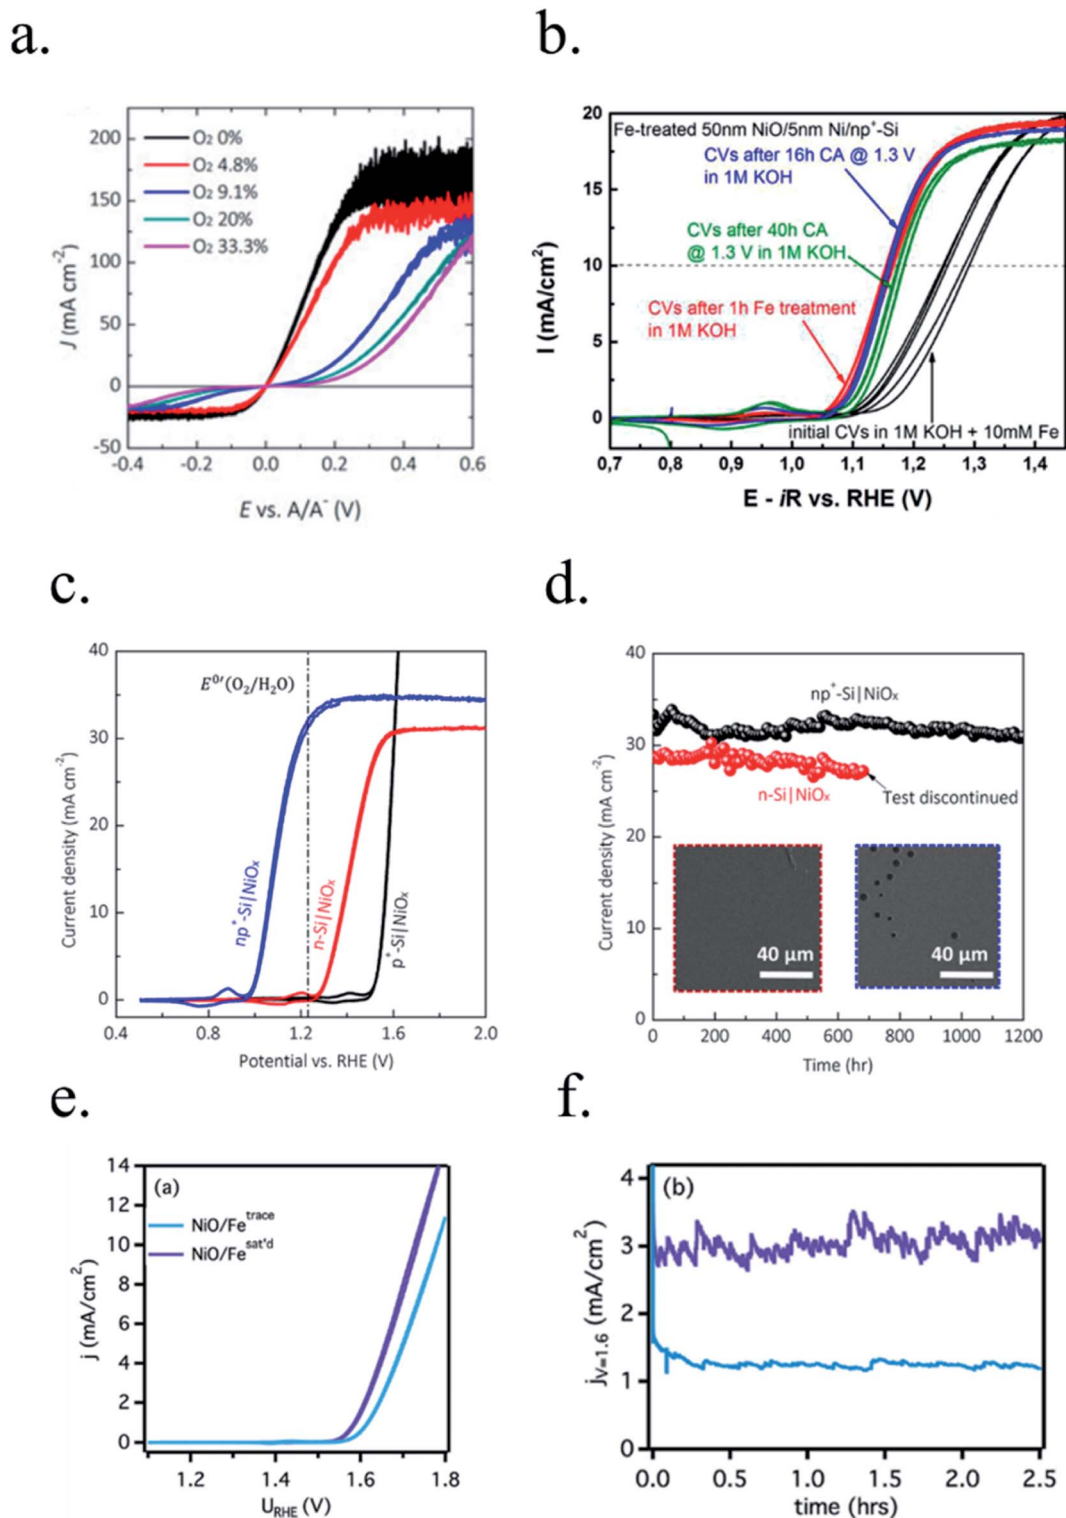 a.
200
150
100
50
0
-50
J (mA cm⁻²)
O₂ 0%
O₂ 4.8%
O₂ 9.1%
O₂ 20%
O₂ 33.3%
-0.4 -0.2 0.0 0.2 0.4 0.6
E vs. A/A⁻ (V)
b.
20
15
10
5
0
I (mA/cm²)
Fe-treated 50nm NiO/5nm Ni/np⁺-Si
CVs after 16h CA @ 1.3 V
in 1M KOH
CVs after 40h CA
@ 1.3 V in 1M KOH
CVs after 1h Fe treatment
in 1M KOH
initial CVs in 1M KOH + 10mM Fe
0,7 0,8 0,9 1,0 1,1 1,2 1,3 1,4
E - iR vs. RHE (V)
c.
40
30
20
10
0
Current density (mA cm⁻²)
E⁰′(O₂/H₂O)
np⁺-Si|NiOₓ
n-Si|NiOₓ
p⁺-Si|NiOₓ
0.4 0.8 1.2 1.6 2.0
Potential vs. RHE (V)
d.
40
30
20
10
0
Current density (mA cm⁻²)
np⁺-Si|NiOₓ
n-Si|NiOₓ
Test discontinued
40 µm
40 µm
0 200 400 600 800 1000 1200
Time (hr)
e.
14
12
10
8
6
4
2
0
j (mA/cm²)
(a)
NiO/Fe^trace
NiO/Fe^sat'd
1.2 1.4 1.6 1.8
U_RHE (V)
f.
4
3
2
1
0
j_V=1.6 (mA/cm²)
(b)
0.0 0.5 1.0 1.5 2.0 2.5
time (hrs)